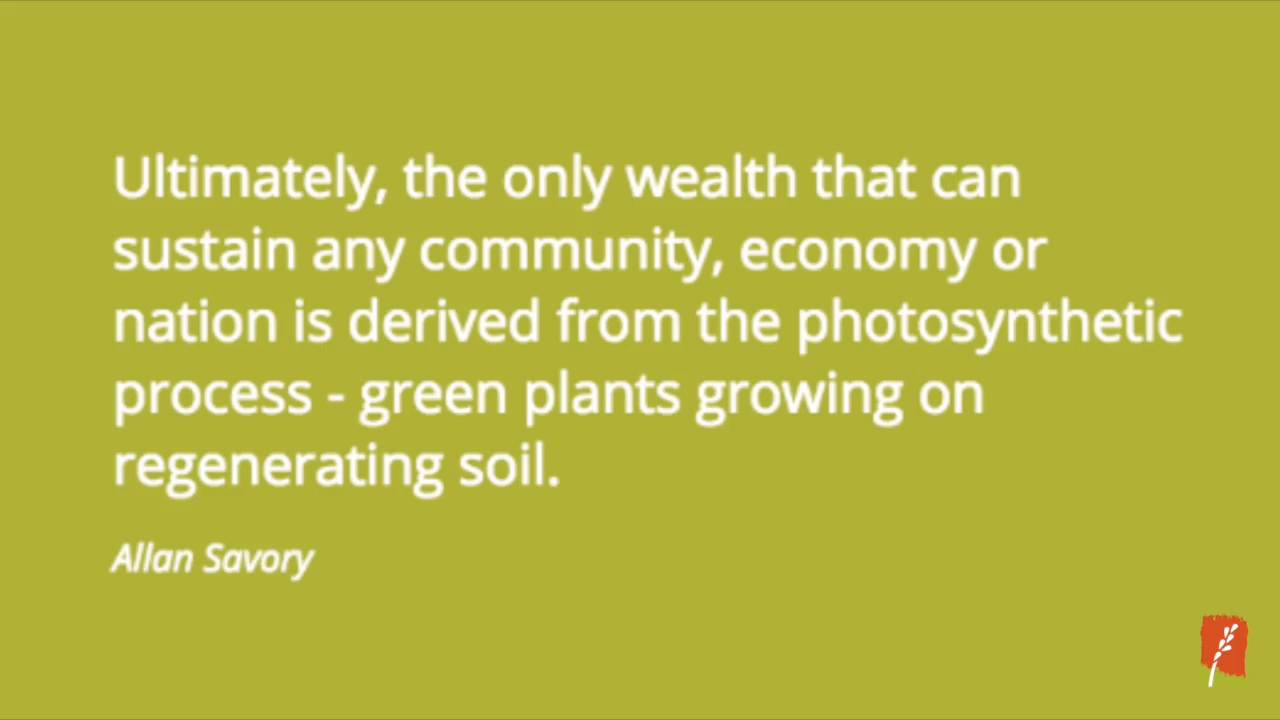 Ultimately, the only wealth that can
sustain any community, economy or
nation is derived from the photosynthetic
process - green plants growing on
regenerating soil.
Allan Savory